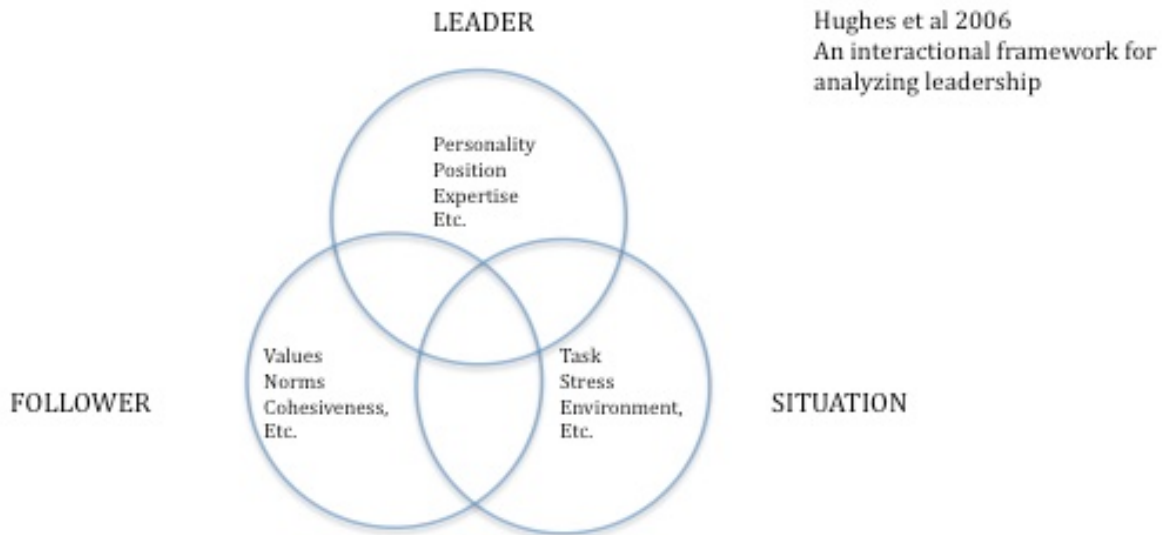 LEADER
Hughes et al 2006
An interactional framework for
analyzing leadership
Personality
Position
Expertise
Etc.
FOLLOWER
Values
Norms
Cohesiveness,
Etc.
Task
Stress
Environment,
Etc.
SITUATION